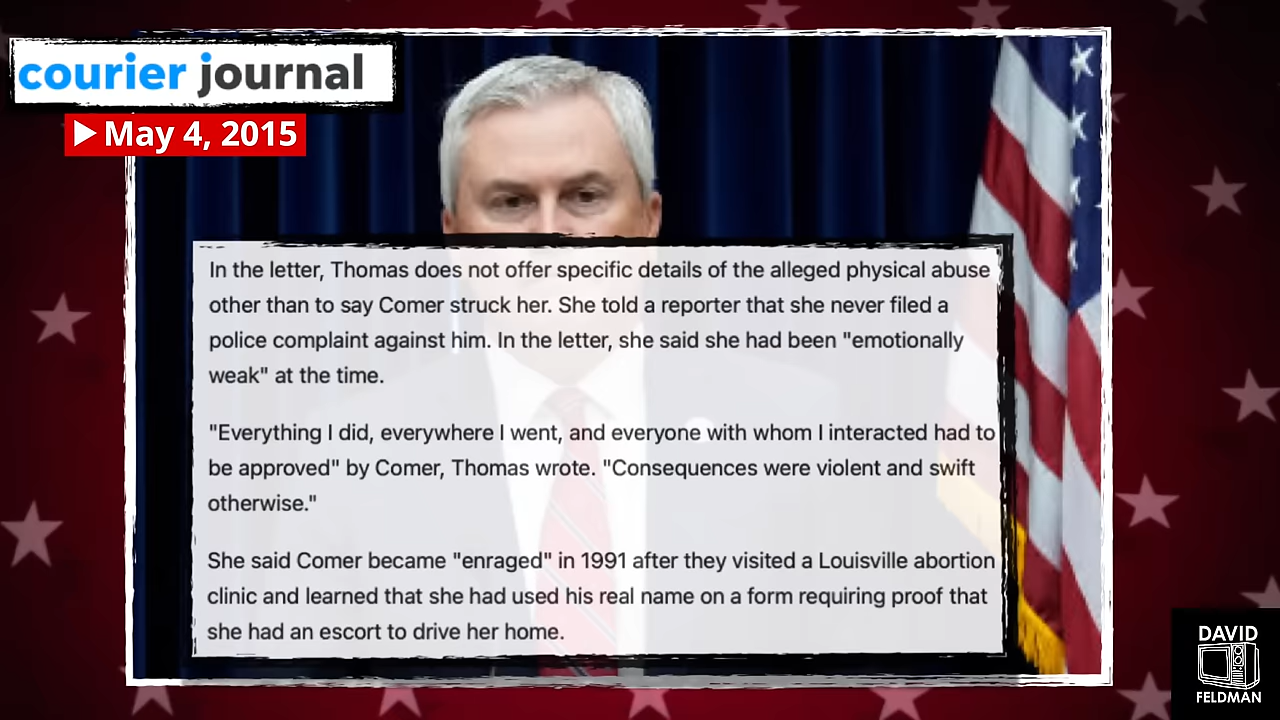 courier journal
May 4, 2015
In the letter, Thomas does not offer specific details of the alleged physical abuse
other than to say Comer struck her. She told a reporter that she never filed a
police complaint against him. In the letter, she said she had been "emotionally
weak" at the time.
"Everything I did, everywhere I went, and everyone with whom I interacted had to
be approved" by Comer, Thomas wrote. "Consequences were violent and swift
otherwise."
She said Comer became "enraged" in 1991 after they visited a Louisville abortion
clinic and learned that she had used his real name on a form requiring proof that
she had an escort to drive her home.
DAVID
FELDMAN